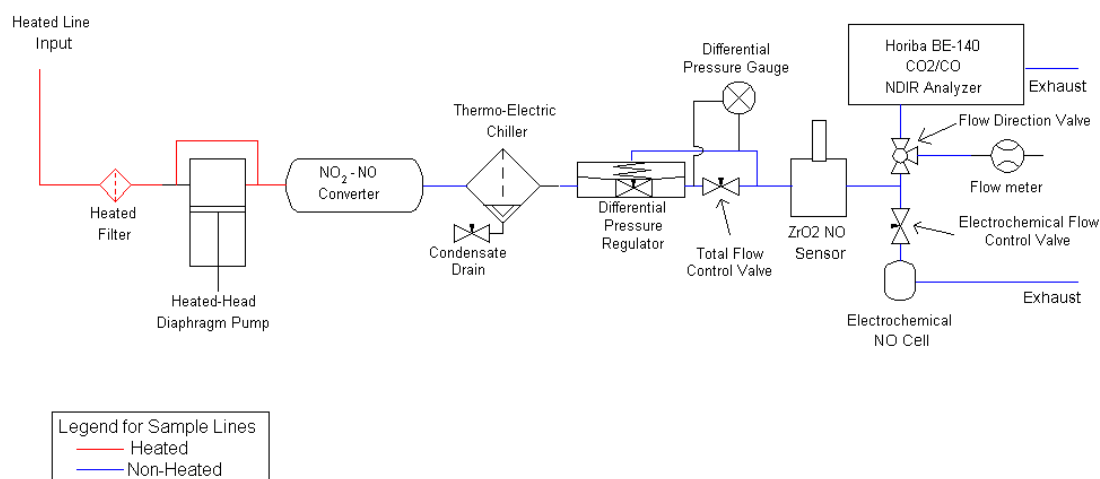 Heated Line
Input
Heated
Filter
Heated-Head
Diaphragm Pump
NO₂ - NO
Converter
Thermo-Electric
Chiller
Condensate
Drain
Differential
Pressure
Regulator
Differential
Pressure Gauge
Total Flow
Control Valve
ZrO2 NO
Sensor
Horiba BE-140
CO2/CO
NDIR Analyzer
Exhaust
Flow Direction Valve
Flow meter
Electrochemical Flow
Control Valve
Exhaust
Electrochemical
NO Cell
Legend for Sample Lines
Heated
Non-Heated